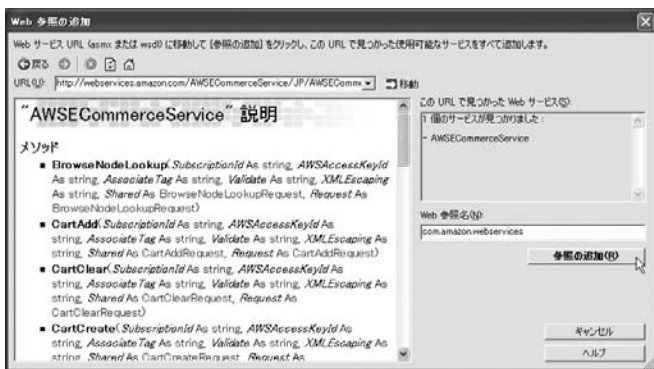 Web 参照の追加
Web サービス URL (asmx または wsdl) に移動して [参照の追加] をクリックし、この URL で見つかった使用可能なサービスをすべて追加します。
戻る
URL(U): http://webservices.amazon.com/AWSECommerceService/JP/AWSEComme 移動
"AWSECommerceService" 説明
メソッド
■ BrowseNodeLookup(SubscriptionId As string, AWSAccessKeyId
As string, AssociateTag As string, Validate As string, XMLEscaping
As string, Shared As BrowseNodeLookupRequest, Request As
BrowseNodeLookupRequest)
■ CartAdd(SubscriptionId As string, AWSAccessKeyId As
string, AssociateTag As string, Validate As string, XMLEscaping As
string, Shared As CartAddRequest, Request As CartAddRequest)
■ CartClear(SubscriptionId As string, AWSAccessKeyId As
string, AssociateTag As string, Validate As string, XMLEscaping As
string, Shared As CartClearRequest, Request As
CartClearRequest)
■ CartCreate(SubscriptionId As string, AWSAccessKeyId As
string, AssociateTag As string, Validate As string, XMLEscaping As
string, Shared As CartCreateRequest, Request As
この URL で見つかった Web サービス(S):
1 個のサービスが見つかりました:
- AWSECommerceService
Web 参照名(N):
com.amazon.webservices
参照の追加(R)
キャンセル
ヘルプ